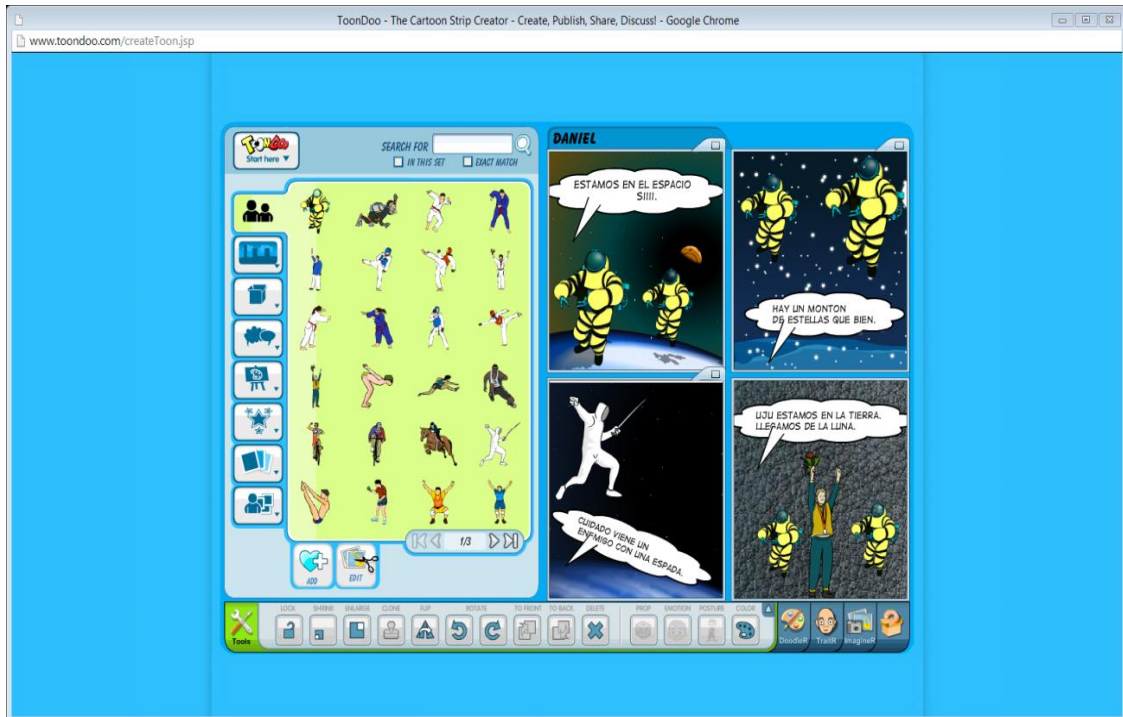 ToonDoo - The Cartoon Strip Creator - Create, Publish, Share, Discuss! - Google Chrome
www.toondoo.com/createToon.jsp
TOONDOO
Start here
SEARCH FOR
IN THIS SET
EXACT MATCH
1/3
ADD
EDIT
DANIEL
ESTAMOS EN EL ESPACIO
SIIII.
HAY UN MONTON
DE ESTELLAS QUE BIEN.
CUIDADO VIENE UN
ENEMIGO CON UNA ESPADA.
UJU ESTAMOS EN LA TIERRA.
LLEGAMOS DE LA LUNA.
Tools
LOCK
SHRINK
ENLARGE
CLONE
FLIP
ROTATE
TO FRONT
TO BACK
DELETE
PROP
EMOTION
POSTURE
COLOR
DoodleR
TraitR
ImagineR